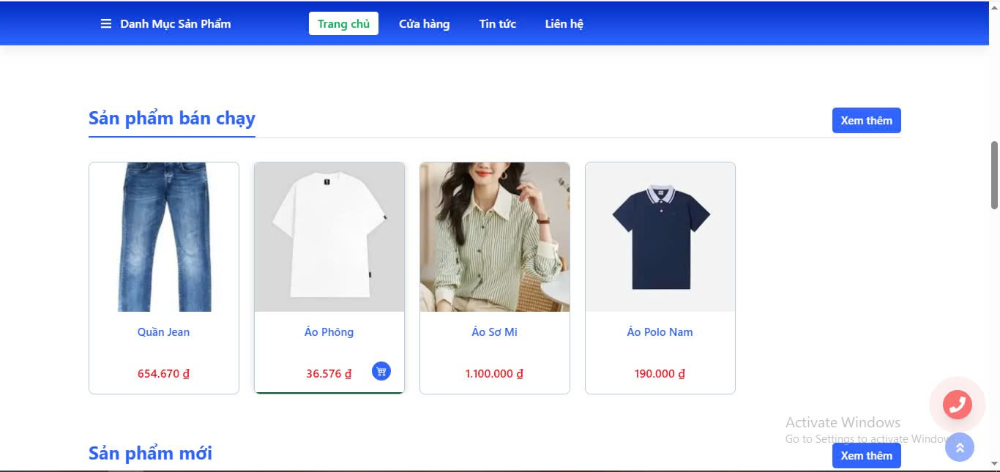 Danh Mục Sản Phẩm
Trang chủ
Cửa hàng
Tin tức
Liên hệ
Sản phẩm bán chạy
Xem thêm
Quần Jean
Áo Phông
Áo Sơ Mi
Áo Polo Nam
654.670 ₫
36.576 ₫
1.100.000 ₫
190.000 ₫
Activate Windows
Go to Settings to activate Windows
Sản phẩm mới
Xem thêm